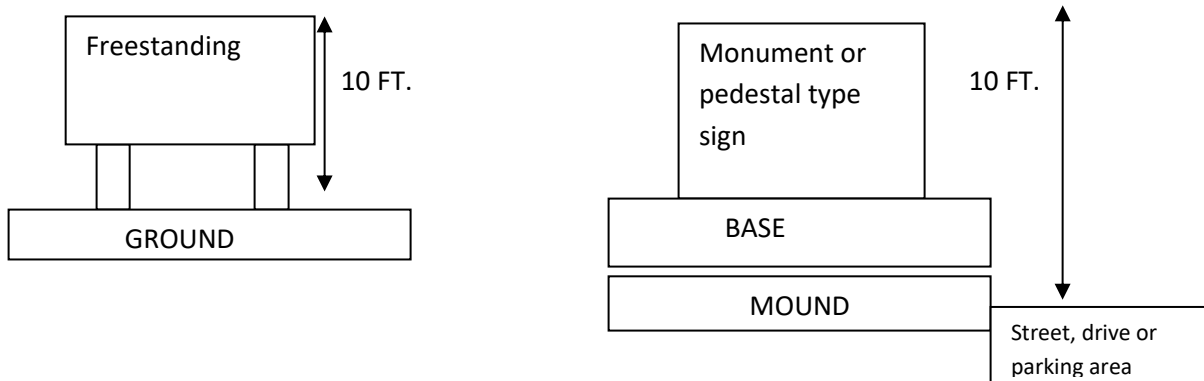 Freestanding
10 FT.
GROUND
Monument or
pedestal type
sign
10 FT.
BASE
MOUND
Street, drive or
parking area